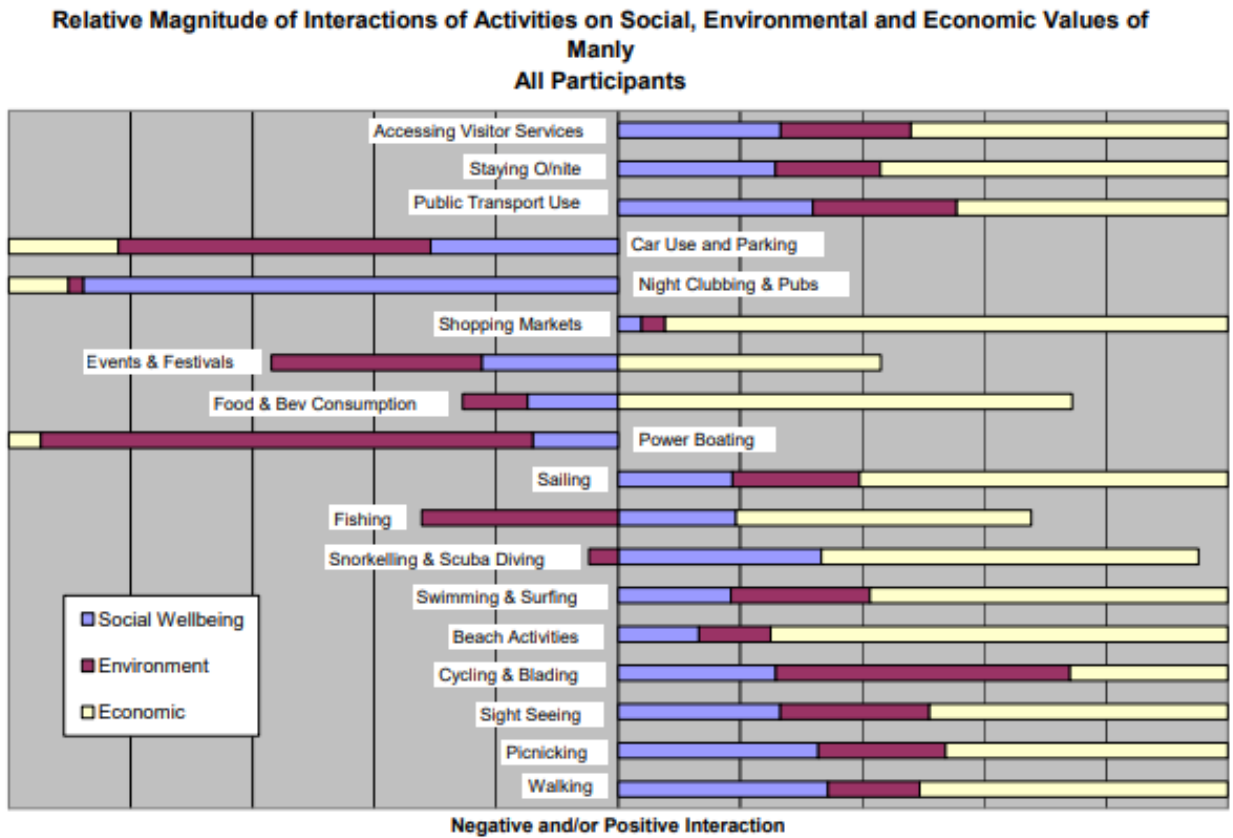 Relative Magnitude of Interactions of Activities on Social, Environmental and Economic Values of
Manly
All Participants
Accessing Visitor Services
Staying O/nite
Public Transport Use
Car Use and Parking
Night Clubbing & Pubs
Shopping Markets
Events & Festivals
Food & Bev Consumption
Power Boating
Sailing
Fishing
Snorkelling & Scuba Diving
Swimming & Surfing
Beach Activities
Cycling & Blading
Sight Seeing
Picnicking
Walking
Social Wellbeing
Environment
Economic
Negative and/or Positive Interaction